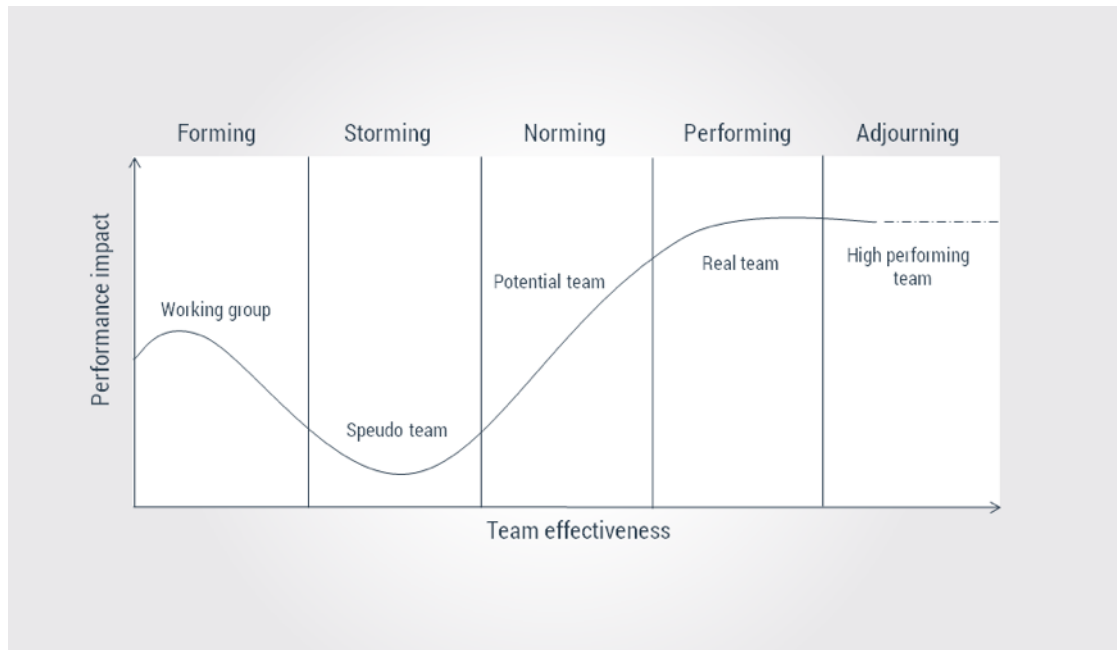 Forming
Storming
Norming
Performing
Adjourning
Performance impact
Working group
Speudo team
Potential team
Real team
High performing
team
Team effectiveness